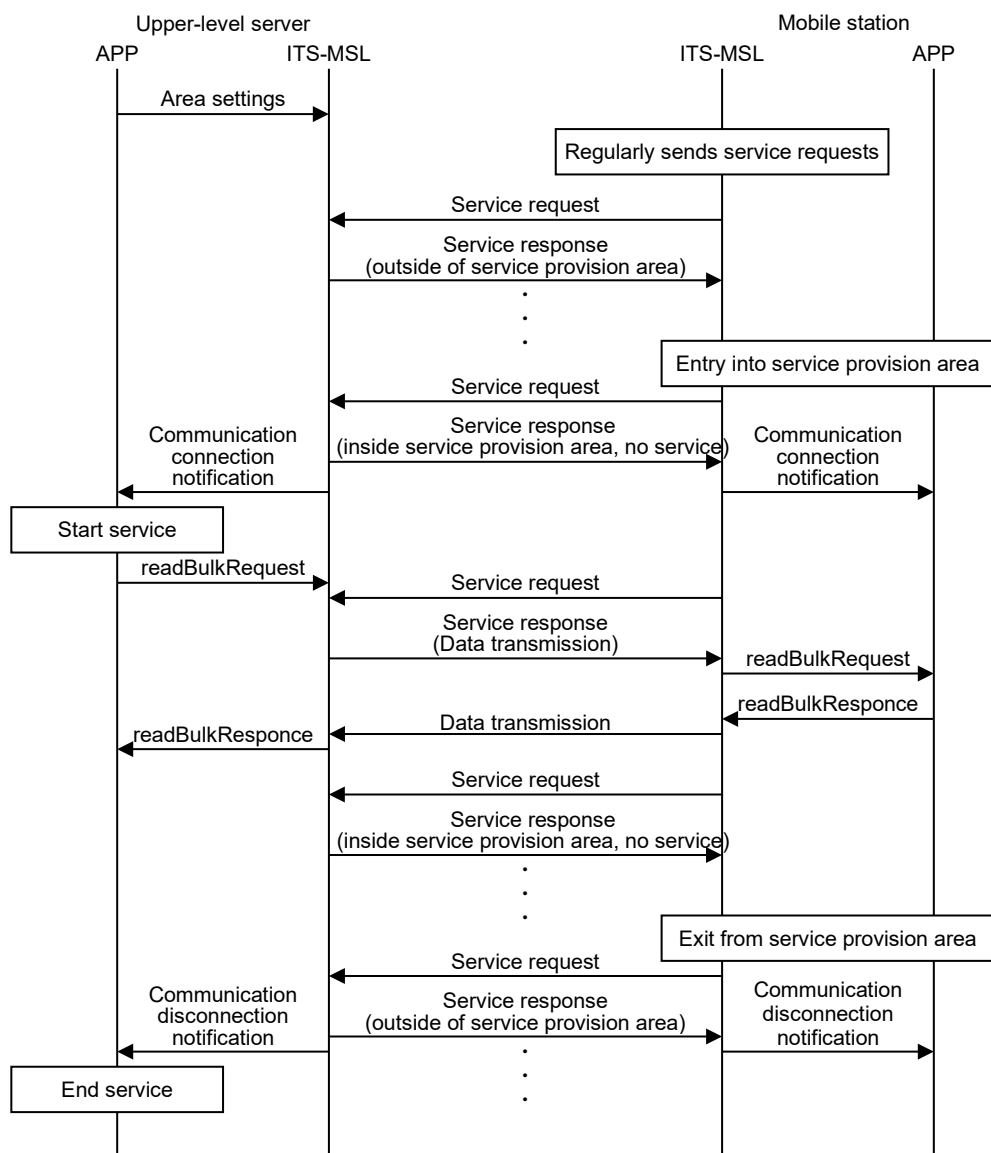 Upper-level server
Mobile station
APP
ITS-MSL
ITS-MSL
APP
Area settings
Regularly sends service requests
Service request
Service response
(outside of service provision area)
Entry into service provision area
Service request
Communication
connection
notification
Service response
(inside service provision area, no service)
Communication
connection
notification
Start service
readBulkRequest
Service request
Service response
(Data transmission)
readBulkRequest
readBulkResponce
Data transmission
readBulkResponce
Service request
Service response
(inside service provision area, no service)
Exit from service provision area
Service request
Communication
disconnection
notification
Service response
(outside of service provision area)
Communication
disconnection
notification
End service